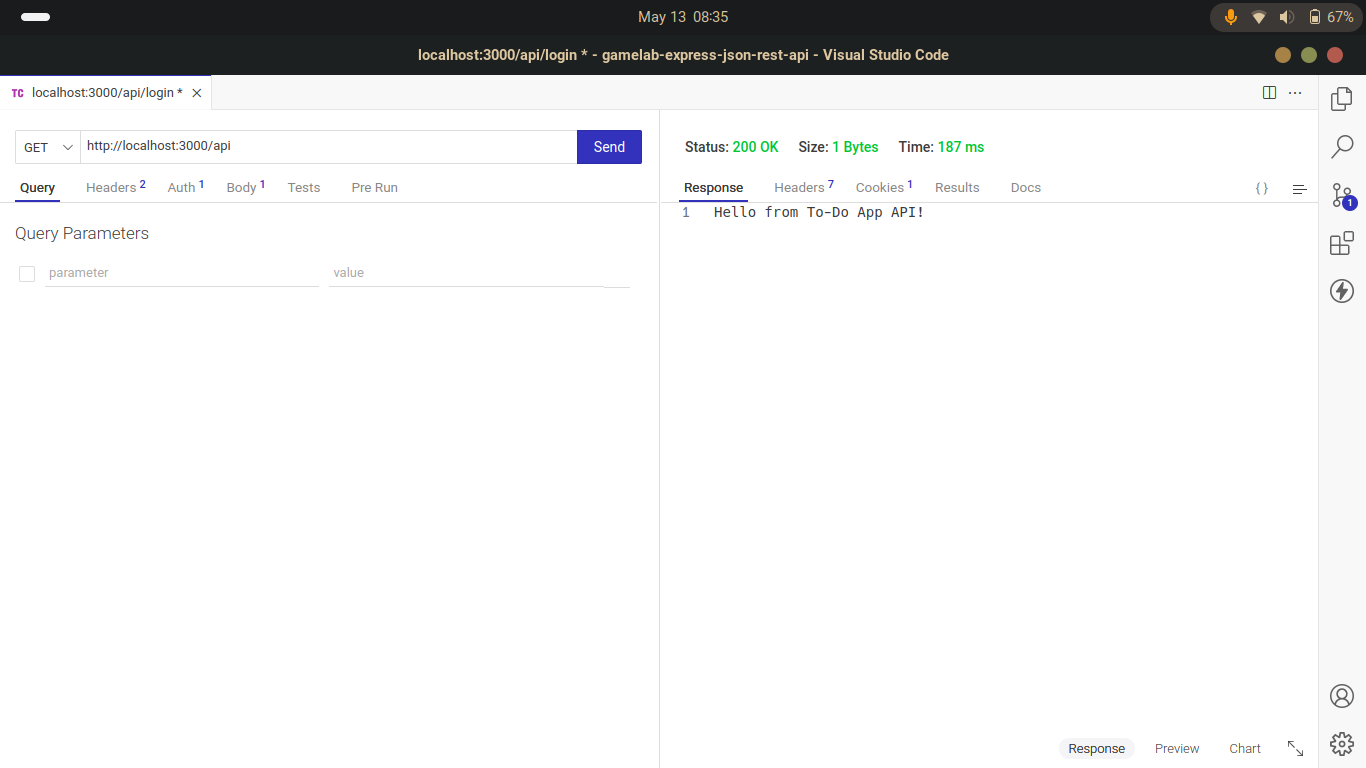 May 13 08:35
67%
localhost:3000/api/login * - gamelab-express-json-rest-api - Visual Studio Code
TC localhost:3000/api/login *
GET http://localhost:3000/api Send
Query Headers 2 Auth 1 Body 1 Tests Pre Run
Query Parameters
parameter value
Status: 200 OK Size: 1 Bytes Time: 187 ms
Response Headers 7 Cookies 1 Results Docs { }
1 Hello from To-Do App API!
1
Response Preview Chart